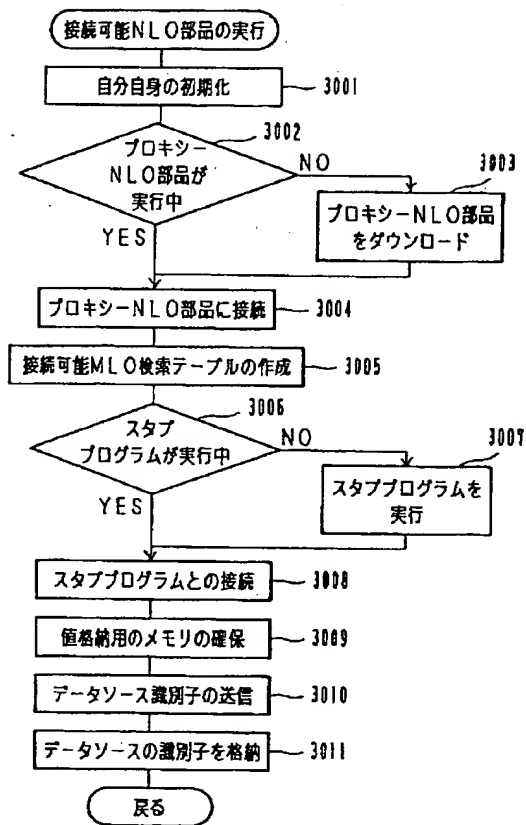 接続可能NLO部品の実行
自分自身の初期化
3001
3002
プロキシー
NLO部品が
実行中
NO
YES
3003
プロキシーNLO部品
をダウンロード
プロキシーNLO部品に接続
3004
接続可能MLO検索テーブルの作成
3005
3006
スタブ
プログラムが実行中
NO
YES
3007
スタブプログラムを
実行
スタブプログラムとの接続
3008
値格納用のメモリの確保
3009
データソース識別子の送信
3010
データソースの識別子を格納
3011
戻る